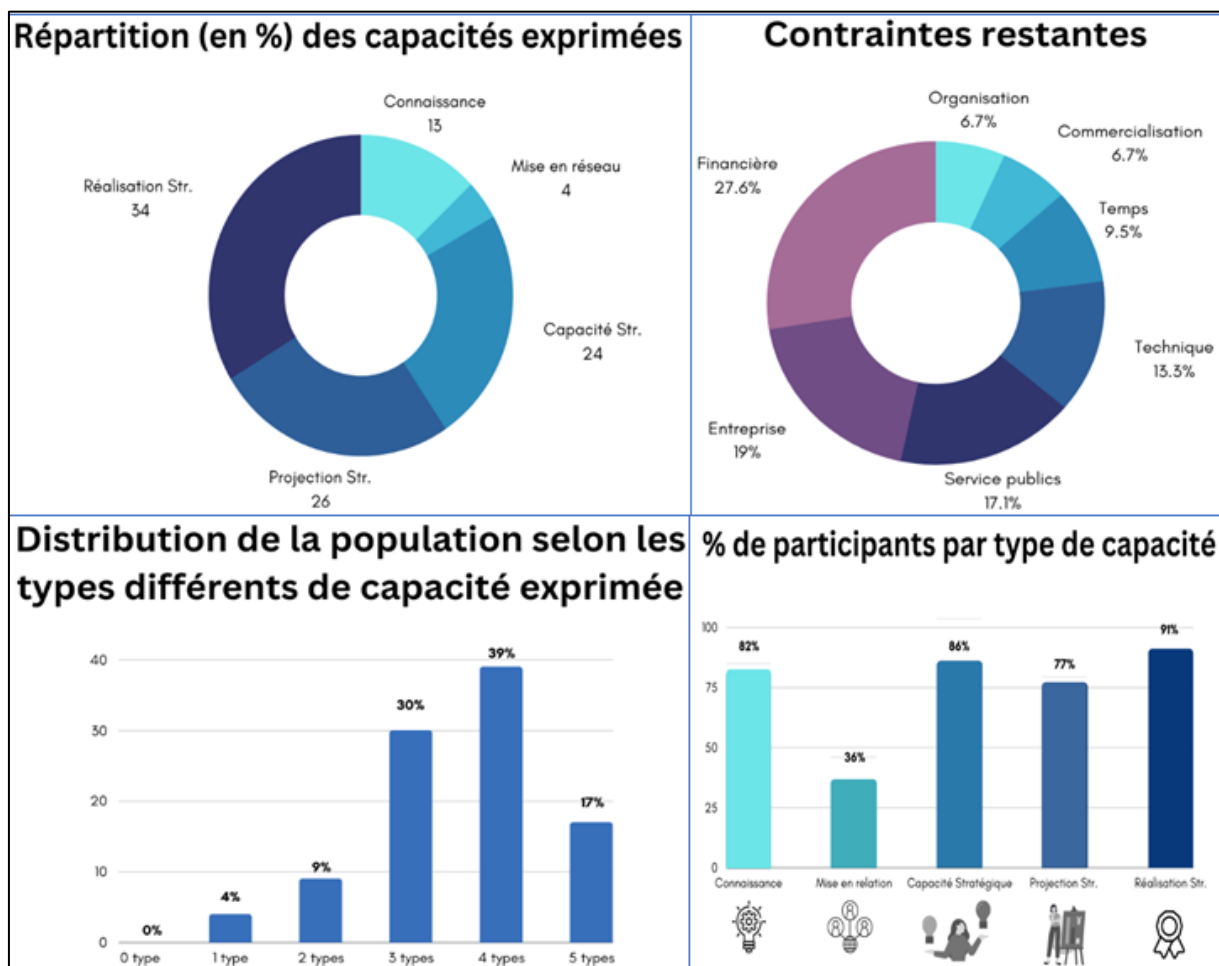 Répartition (en %) des capacités exprimées
Connaissance
13
Mise en réseau
4
Réalisation Str.
34
Capacité Str.
24
Projection Str.
26
Contraintes restantes
Organisation
6.7%
Commercialisation
6.7%
Financière
27.6%
Temps
9.5%
Technique
13.3%
Entreprise
19%
Service publics
17.1%
Distribution de la population selon les
types différents de capacité exprimée
40
30
20
10
0
0%
4%
9%
30%
39%
17%
0 type
1 type
2 types
3 types
4 types
5 types
% de participants par type de capacité
100
75
50
25
0
82%
36%
86%
77%
91%
Connaissance
Mise en relation
Capacité Stratégique
Projection Str.
Réalisation Str.